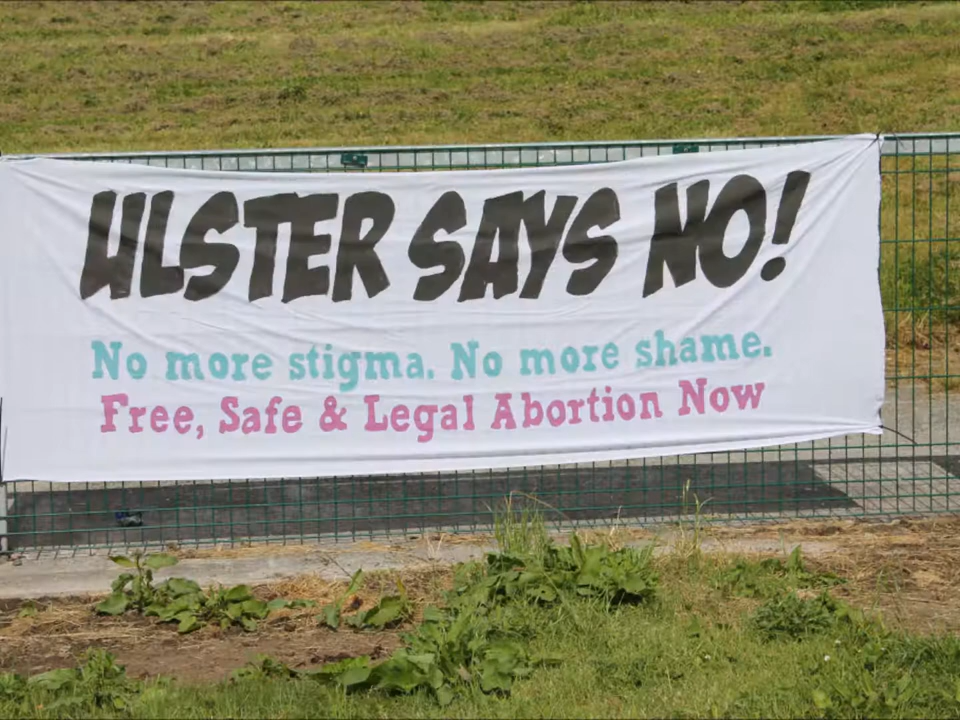 ULSTER SAYS NO!
No more stigma. No more shame.
Free, Safe & Legal Abortion Now